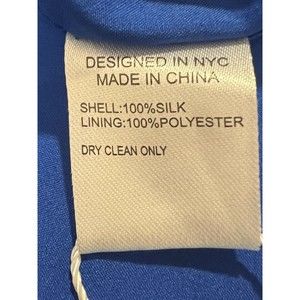 DESIGNED IN NYC
MADE IN CHINA
SHELL:100%SILK
LINING:100%POLYESTER
DRY CLEAN ONLY